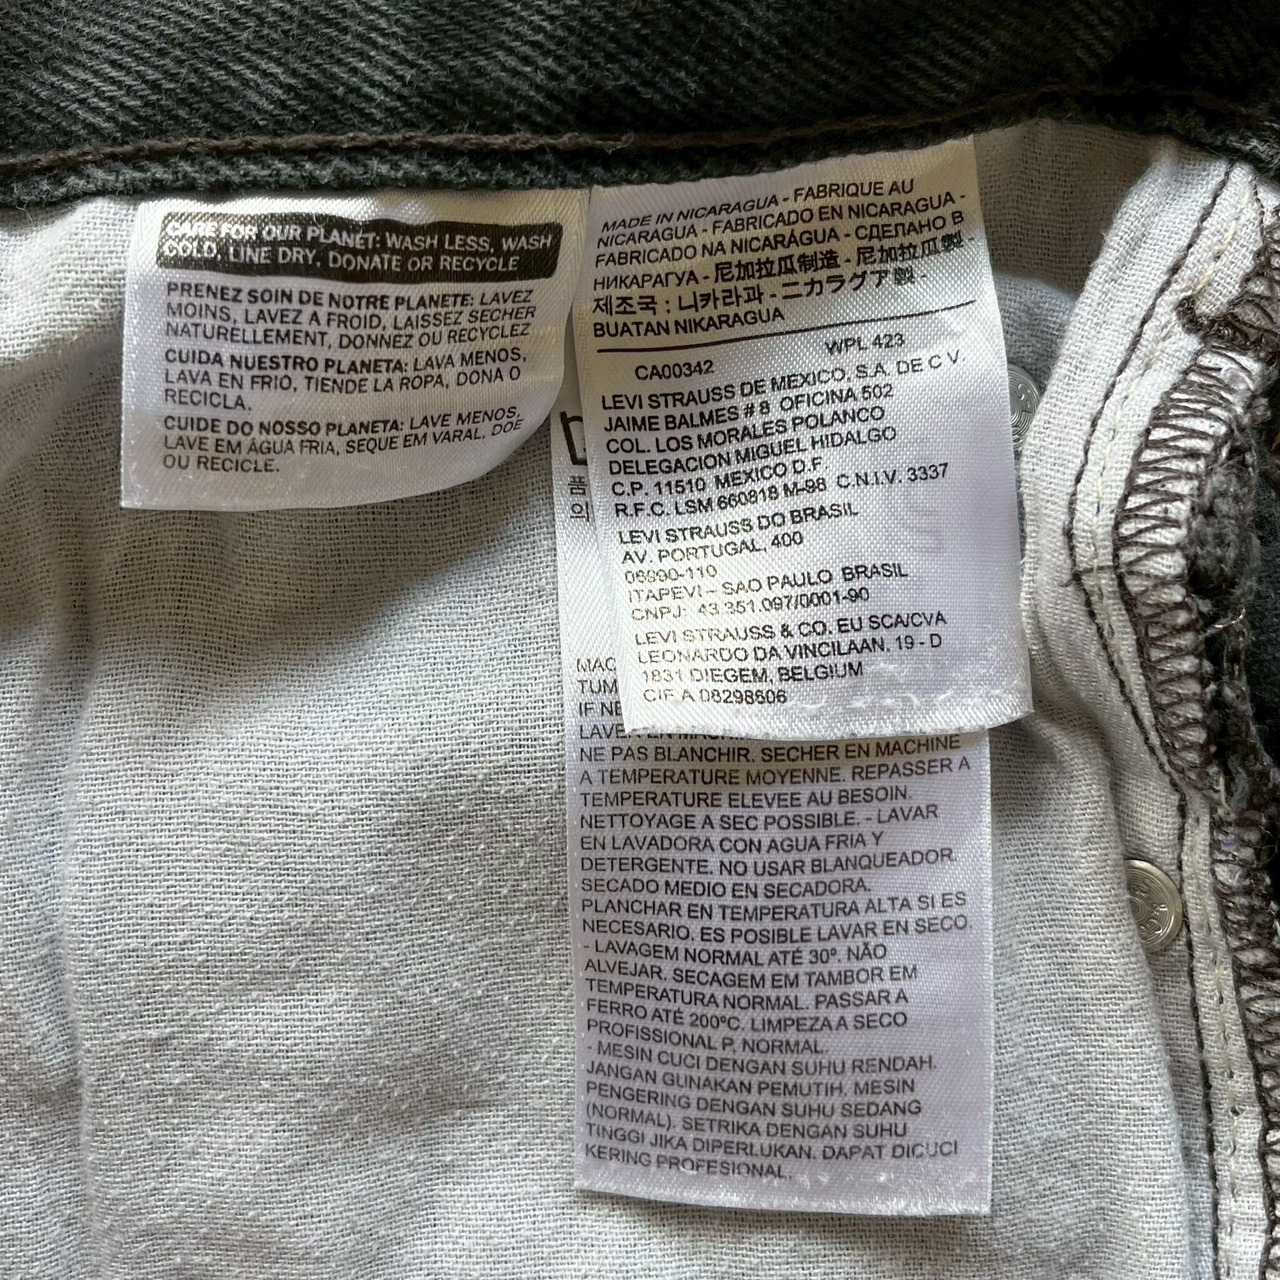 CARE FOR OUR PLANET: WASH LESS, WASH
COLD, LINE DRY, DONATE OR RECYCLE
PRENEZ SOIN DE NOTRE PLANETE: LAVEZ
MOINS, LAVEZ A FROID, LAISSEZ SECHER
NATURELLEMENT, DONNEZ OU RECYCLEZ
CUIDA NUESTRO PLANETA: LAVA MENOS,
LAVA EN FRIO, TIENDE LA ROPA, DONA O
RECICLA.
CUIDE DO NOSSO PLANETA: LAVE MENOS,
LAVE EM ÁGUA FRIA, SEQUE EM VARAL, DOE
OU RECICLE.
MADE IN NICARAGUA - FABRIQUE AU
NICARAGUA - FABRICADO EN NICARAGUA -
FABRICADO NA NICARÁGUA - СДЕЛАНО В
НИКАРАГУА - 尼加拉瓜制造 - 尼加拉瓜製 -
제조국 : 니카라과 - ニカラグア製 -
BUATAN NIKARAGUA
WPL 423
CA00342
LEVI STRAUSS DE MEXICO, S.A. DE C V.
JAIME BALMES # 8 OFICINA 502
COL. LOS MORALES POLANCO
DELEGACION MIGUEL HIDALGO
C.P. 11510 MEXICO D.F.
R.F.C. LSM 660818 M-98 C.N.I.V. 3337
LEVI STRAUSS DO BRASIL
AV. PORTUGAL, 400
06690-110
ITAPEVI – SAO PAULO BRASIL
CNPJ: 43.351.097/0001-90
LEVI STRAUSS & CO. EU SCA/CVA
LEONARDO DA VINCILAAN, 19 - D
1831 DIEGEM, BELGIUM
CIF A 08298606
품
의
MAC
TUM
IF NE
LAVER EN MAC
NE PAS BLANCHIR. SECHER EN MACHINE
A TEMPERATURE MOYENNE. REPASSER A
TEMPERATURE ELEVEE AU BESOIN.
NETTOYAGE A SEC POSSIBLE. - LAVAR
EN LAVADORA CON AGUA FRIA Y
DETERGENTE. NO USAR BLANQUEADOR.
SECADO MEDIO EN SECADORA.
PLANCHAR EN TEMPERATURA ALTA SI ES
NECESARIO. ES POSIBLE LAVAR EN SECO.
- LAVAGEM NORMAL ATÉ 30º. NÃO
ALVEJAR. SECAGEM EM TAMBOR EM
TEMPERATURA NORMAL. PASSAR A
FERRO ATÉ 200ºC. LIMPEZA A SECO
PROFISSIONAL P, NORMAL.
- MESIN CUCI DENGAN SUHU RENDAH.
JANGAN GUNAKAN PEMUTIH. MESIN
PENGERING DENGAN SUHU SEDANG
(NORMAL). SETRIKA DENGAN SUHU
TINGGI JIKA DIPERLUKAN. DAPAT DICUCI
KERING PROFESIONAL.